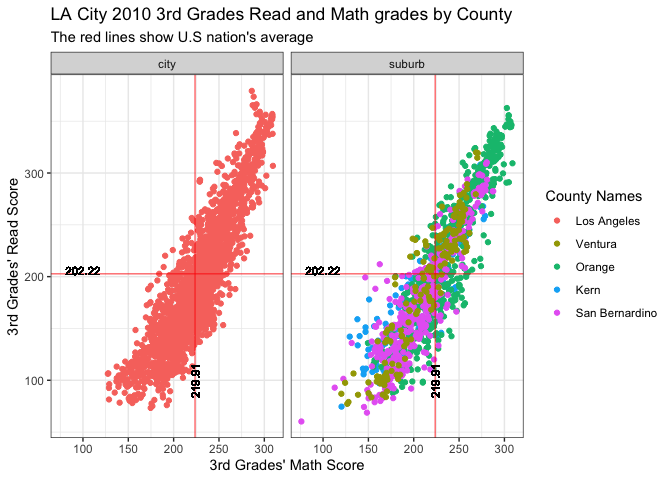 LA City 2010 3rd Grades Read and Math grades by County
The red lines show U.S nation's average
city
suburb
3rd Grades' Read Score
300
200
100
202.22
202.22
219.91
219.91
100
150
200
250
300
100
150
200
250
300
3rd Grades' Math Score
County Names
Los Angeles
Ventura
Orange
Kern
San Bernardino